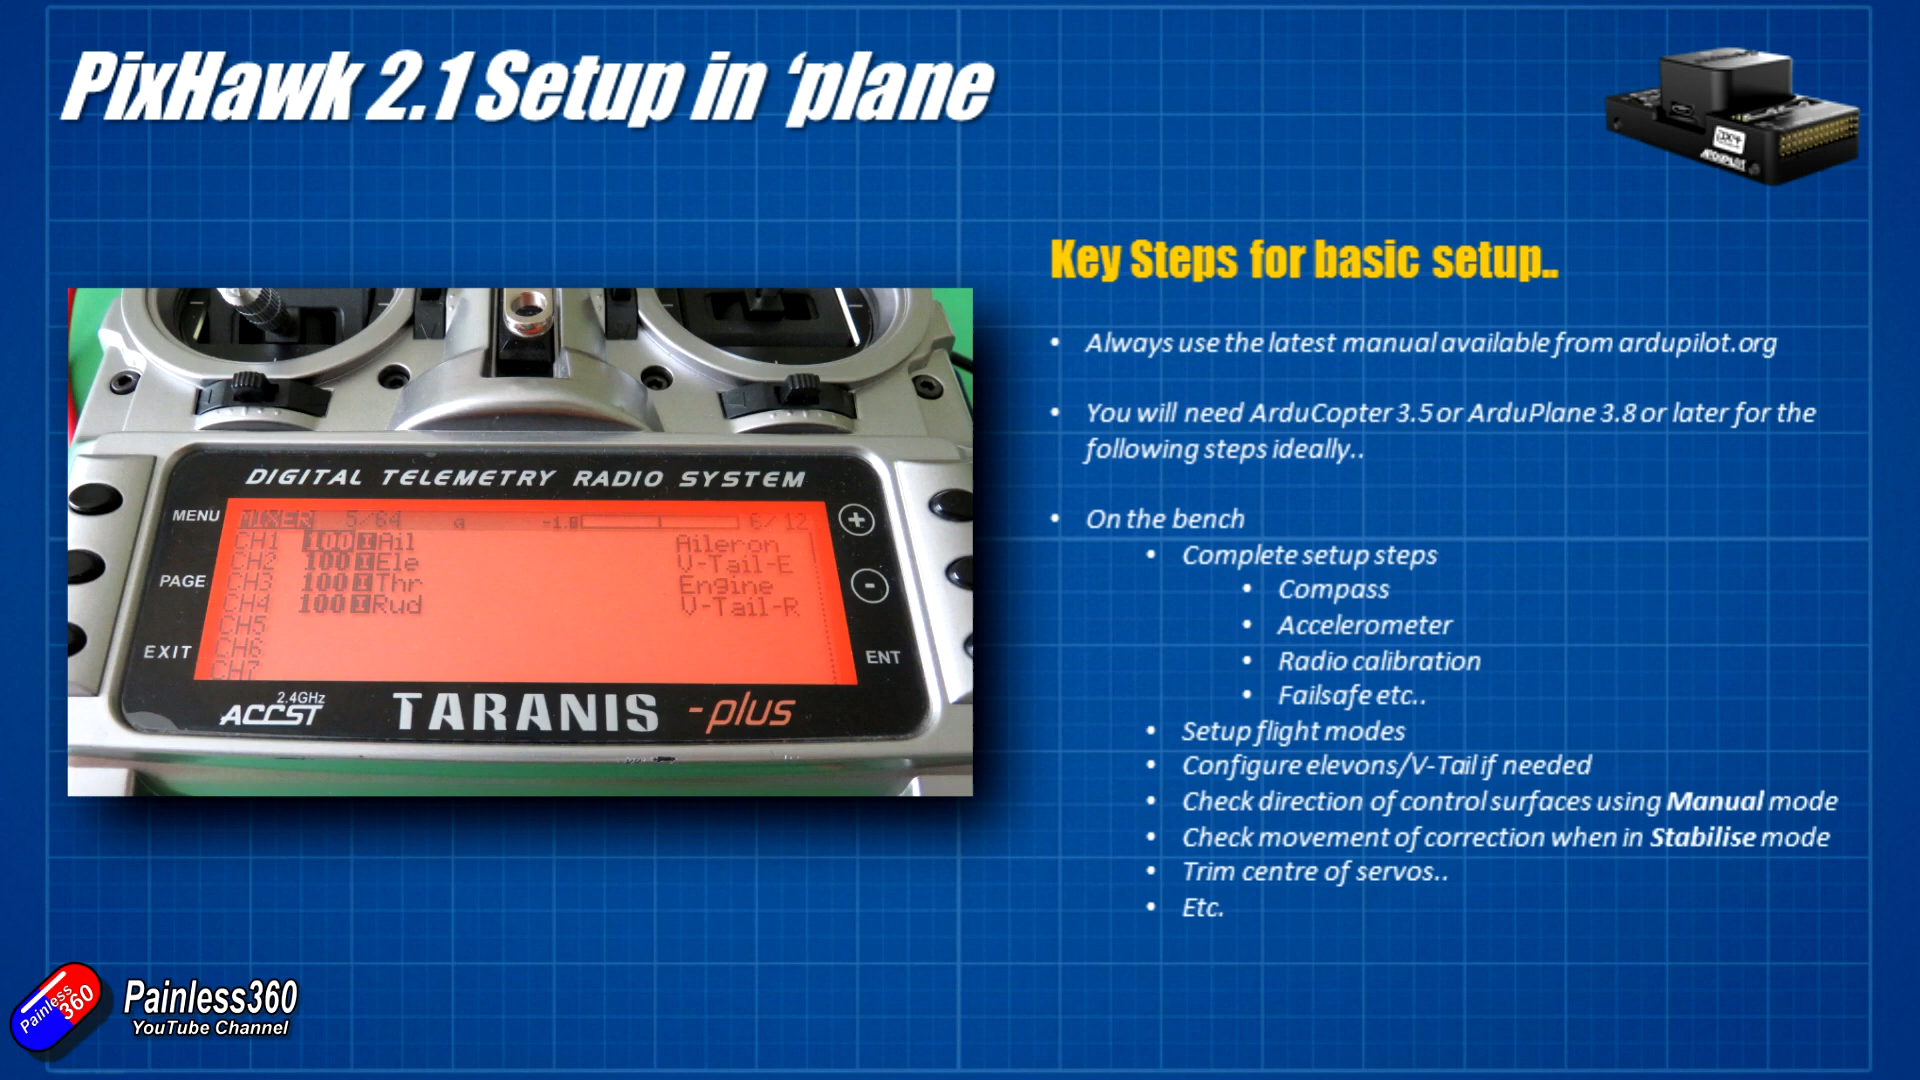 PixHawk 2.1 Setup in ‘plane
Key Steps for basic setup..
• Always use the latest manual available from ardupilot.org
• You will need ArduCopter 3.5 or ArduPlane 3.8 or later for the
following steps ideally..
• On the bench
• Complete setup steps
• Compass
• Accelerometer
• Radio calibration
• Failsafe etc..
• Setup flight modes
• Configure elevons/V-Tail if needed
• Check direction of control surfaces using Manual mode
• Check movement of correction when in Stabilise mode
• Trim centre of servos..
• Etc.
DIGITAL TELEMETRY RADIO SYSTEM
MENU
PAGE
EXIT
ENT
+
-
MIXER 5/64 6/12
CH1 100 I Ail Aileron
CH2 100 I Ele V-Tail-E
CH3 100 I Thr Engine
CH4 100 I Rud V-Tail-R
CH5
CH6
CH7
2.4GHz
ACCST TARANIS -plus
ARDUPILOT
Painless
360
Painless360
YouTube Channel